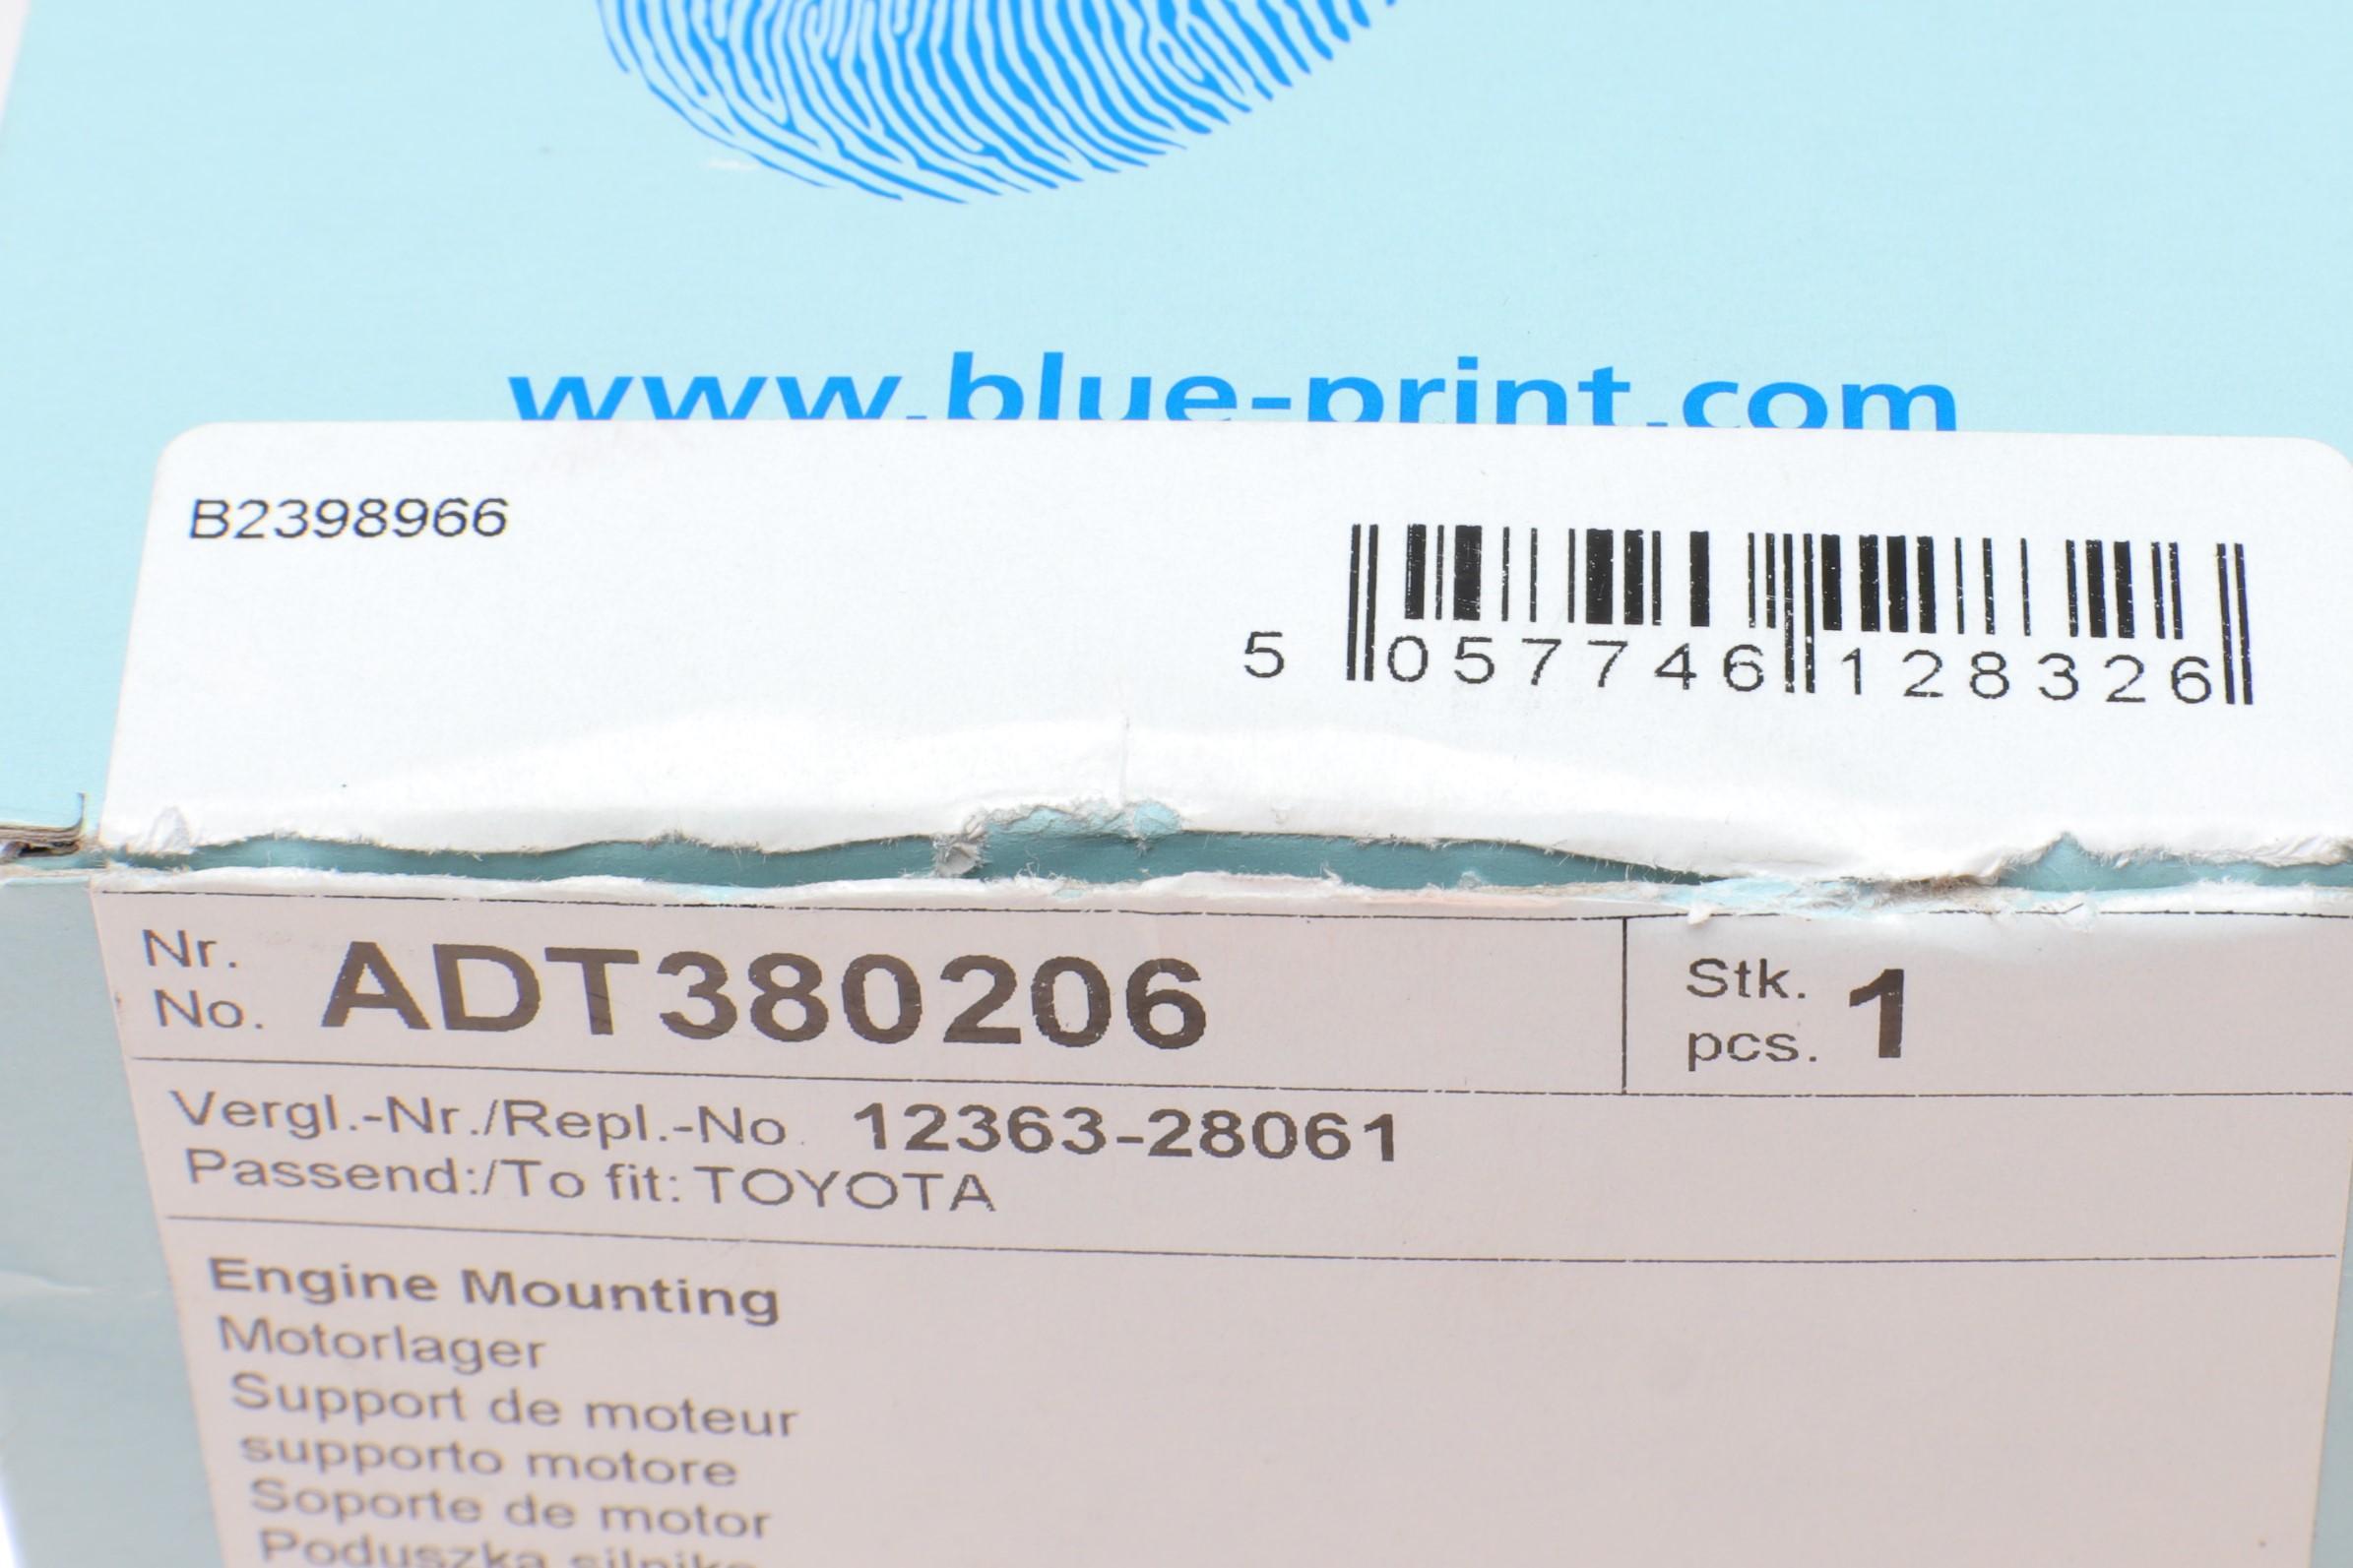 www.blue-print.com
B2398966
5 057746 128326
Nr.
No. ADT380206
Stk.
pcs. 1
Vergl.-Nr./Repl.-No. 12363-28061
Passend:/To fit: TOYOTA
Engine Mounting
Motorlager
Support de moteur
supporto motore
Soporte de motor
Poduszka